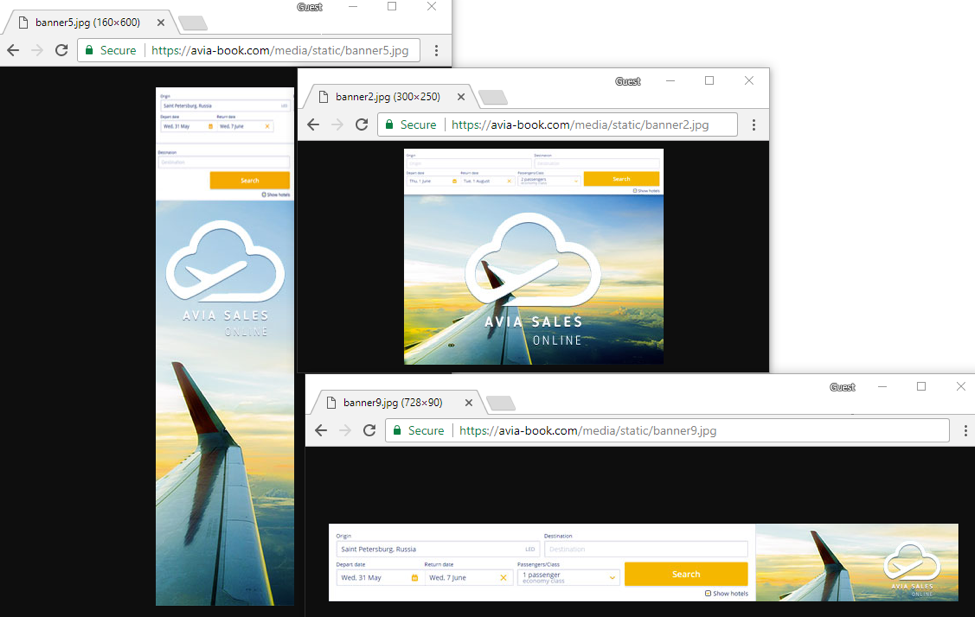 Guest
banner5.jpg (160×600)
Secure
https://avia-book.com/media/static/banner5.jpg
Origin
Saint Petersburg, Russia
LED
Depart date
Return date
Wed, 31 May
Wed, 7 June
Destination
Destination
Search
Show hotels
AVIA SALES
ONLINE
Guest
banner2.jpg (300×250)
Secure
https://avia-book.com/media/static/banner2.jpg
Origin
Destination
Origin
Destination
Depart date
Return date
Passengers/Class
Thu, 1 June
Tue, 1 August
2 passengers
economy class
Search
Show hotels
AVIA SALES
ONLINE
Guest
banner9.jpg (728×90)
Secure
https://avia-book.com/media/static/banner9.jpg
Origin
Destination
Saint Petersburg, Russia
LED
Destination
Depart date
Return date
Passengers/Class
Wed, 31 May
Wed, 7 June
1 passenger
economy class
Search
Show hotels
AVIA SALES
ONLINE